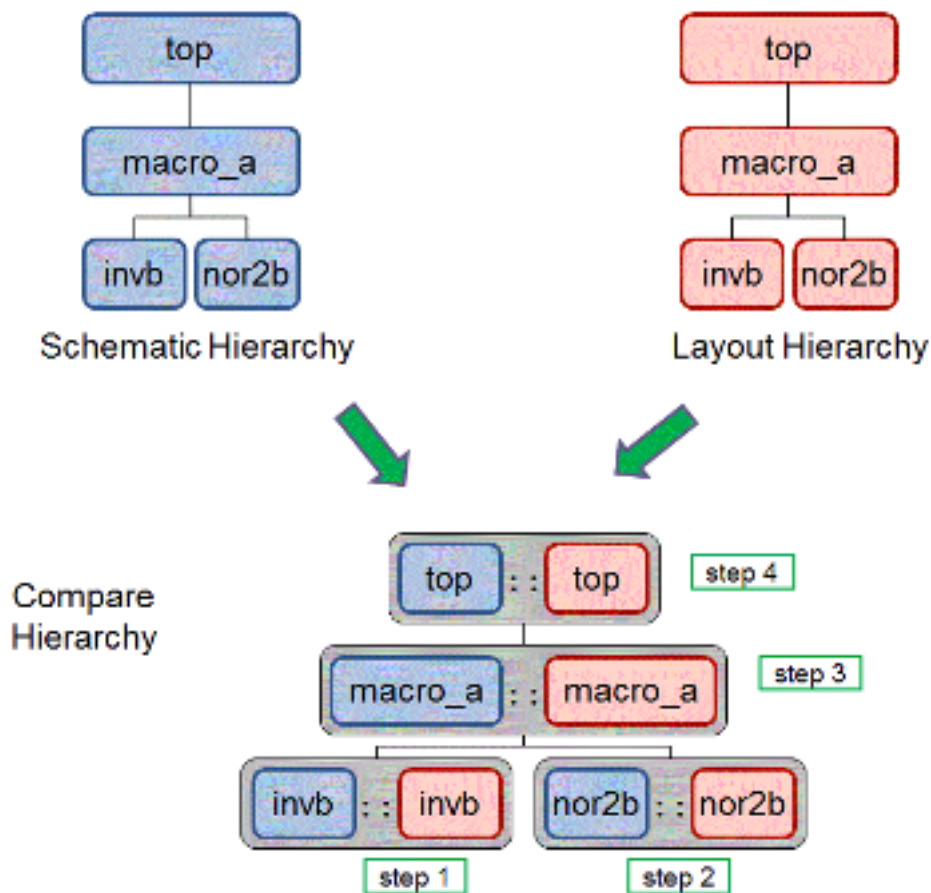 top
top
macro_a
macro_a
invb nor2b
invb nor2b
Schematic Hierarchy
Layout Hierarchy
Compare
Hierarchy
top : : top
step 4
macro_a : : macro_a
step 3
invb : : invb
nor2b : : nor2b
step 1
step 2